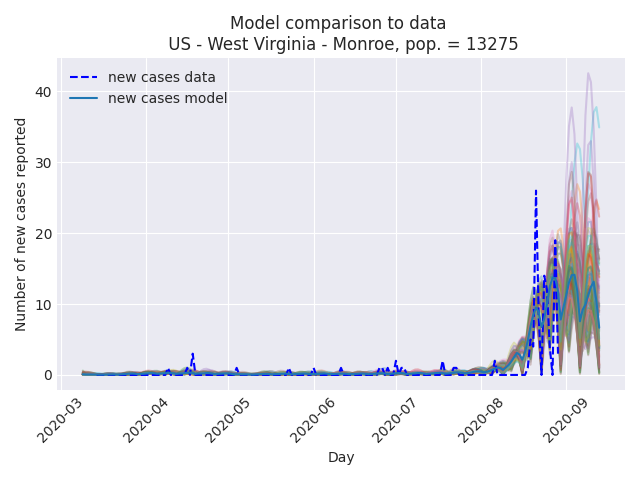 Model comparison to data
US - West Virginia - Monroe, pop. = 13275
new cases data
new cases model
Number of new cases reported
40
30
20
10
0
2020-03
2020-04
2020-05
2020-06
2020-07
2020-08
2020-09
Day